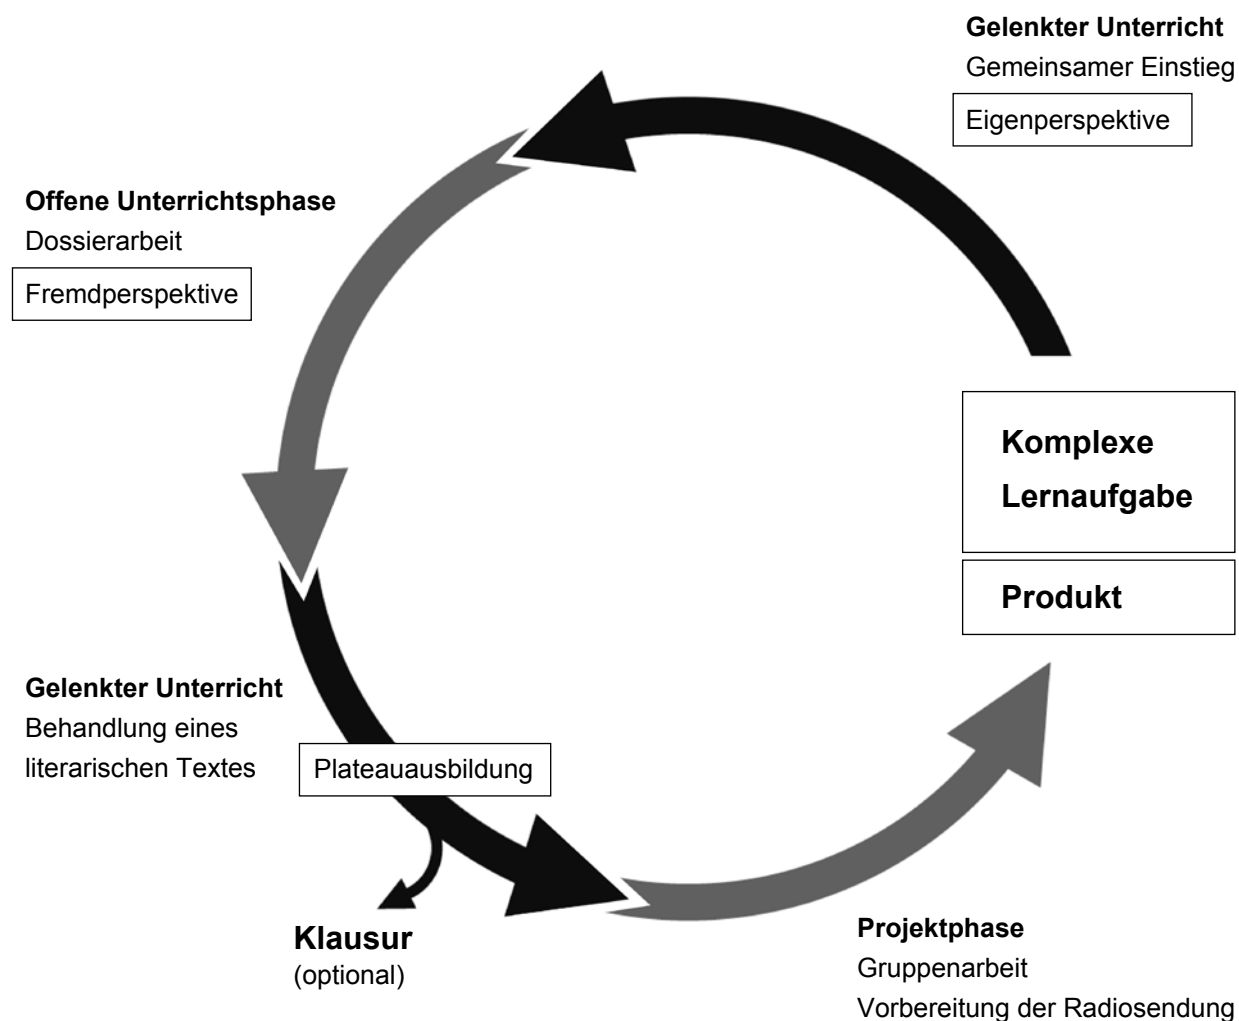 Gelenkter Unterricht
Gemeinsamer Einstieg
Eigenperspektive
Offene Unterrichtsphase
Dossierarbeit
Fremdperspektive
Komplexe
Lernaufgabe
Produkt
Gelenkter Unterricht
Behandlung eines
literarischen Textes
Plateauausbildung
Klausur
(optional)
Projektphase
Gruppenarbeit
Vorbereitung der Radiosendung